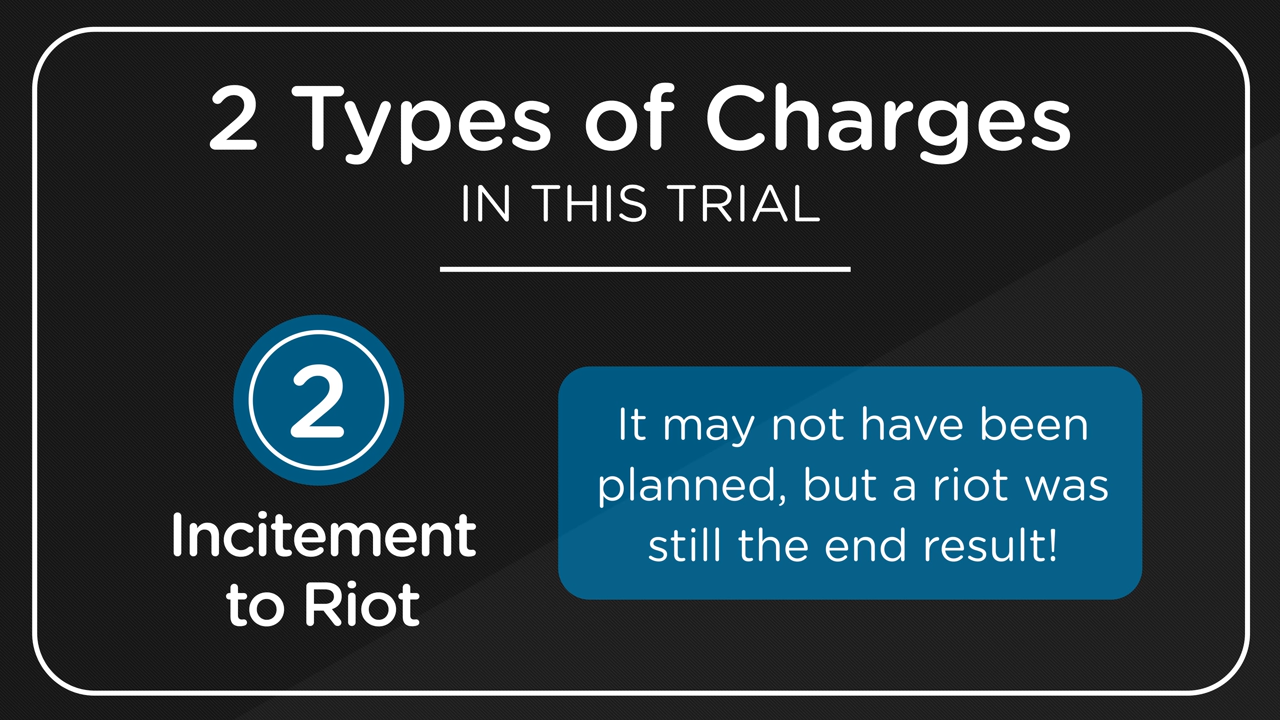 2 Types of Charges
IN THIS TRIAL
2
Incitement
to Riot
It may not have been
planned, but a riot was
still the end result!